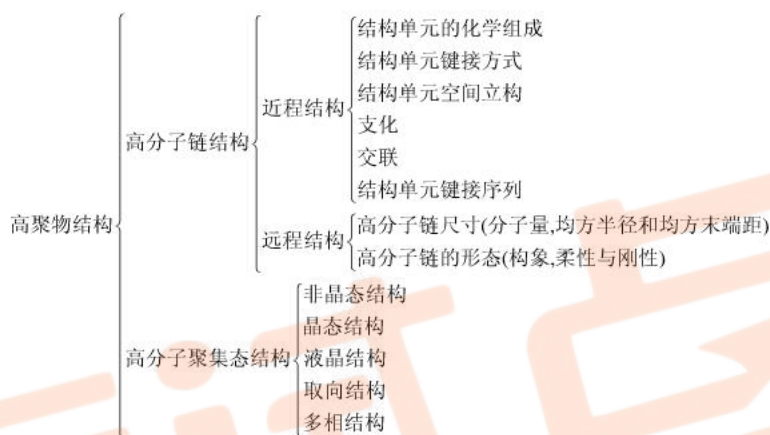 结构单元的化学组成
结构单元键接方式
结构单元空间立构
近程结构
支化
高分子链结构
交联
结构单元键接序列
高聚物结构
高分子链尺寸(分子量,均方半径和均方末端距)
远程结构
高分子链的形态(构象,柔性与刚性)
非晶态结构
晶态结构
高分子聚集态结构
液晶结构
取向结构
多相结构